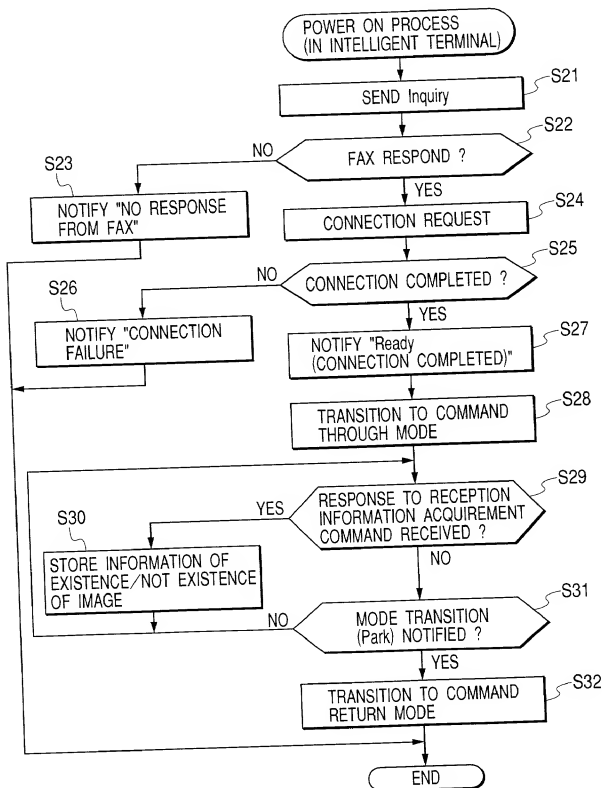 POWER ON PROCESS
(IN INTELLIGENT TERMINAL)
S21
SEND Inquiry
S22
FAX RESPOND ?
NO
YES
S23
NOTIFY "NO RESPONSE
FROM FAX"
S24
CONNECTION REQUEST
S25
CONNECTION COMPLETED ?
NO
YES
S26
NOTIFY "CONNECTION
FAILURE"
S27
NOTIFY "Ready
(CONNECTION COMPLETED)"
S28
TRANSITION TO COMMAND
THROUGH MODE
S29
RESPONSE TO RECEPTION
INFORMATION ACQUIREMENT
COMMAND RECEIVED ?
YES
NO
S30
STORE INFORMATION OF
EXISTENCE/NOT EXISTENCE
OF IMAGE
S31
MODE TRANSITION
(Park) NOTIFIED ?
NO
YES
S32
TRANSITION TO COMMAND
RETURN MODE
END